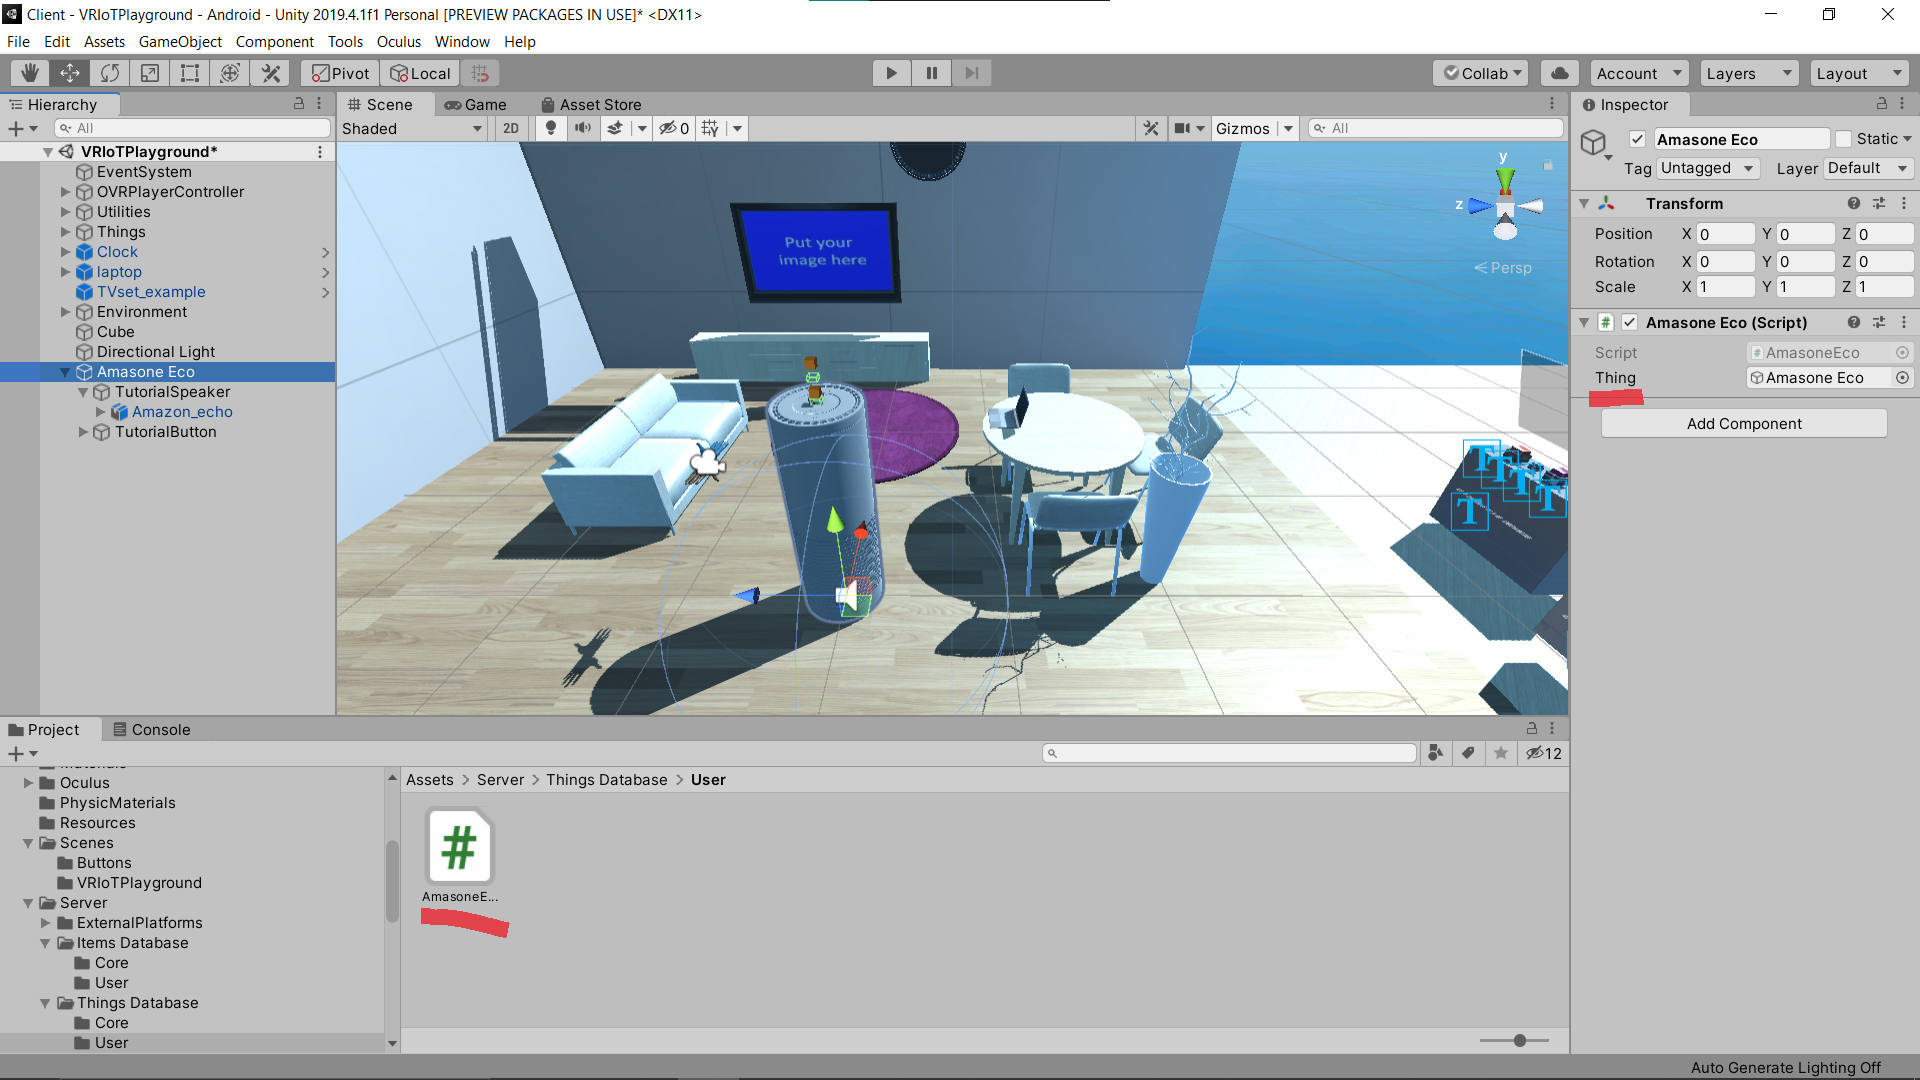 Client - VRIoTPlayground - Android - Unity 2019.4.1f1 Personal [PREVIEW PACKAGES IN USE]* <DX11>
File Edit Assets GameObject Component Tools Oculus Window Help
Pivot Local Collab Account Layers Layout
Hierarchy
All
VRIoTPlayground*
EventSystem
OVRPlayerController
Utilities
Things
Clock
laptop
TVset_example
Environment
Cube
Directional Light
Amasone Eco
TutorialSpeaker
Amazon_echo
TutorialButton
Scene Game Asset Store
Shaded 2D 0 Gizmos All
Put your
image here
y
z
Persp
T T T T T
Inspector
Amasone Eco Static
Tag Untagged Layer Default
Transform
Position X 0 Y 0 Z 0
Rotation X 0 Y 0 Z 0
Scale X 1 Y 1 Z 1
# Amasone Eco (Script)
Script # AmasoneEco
Thing Amasone Eco
Add Component
Project Console
12
Oculus
PhysicMaterials
Resources
Scenes
Buttons
VRIoTPlayground
Server
ExternalPlatforms
Items Database
Core
User
Things Database
Core
User
Assets > Server > Things Database > User
#
AmasoneE...
Auto Generate Lighting Off